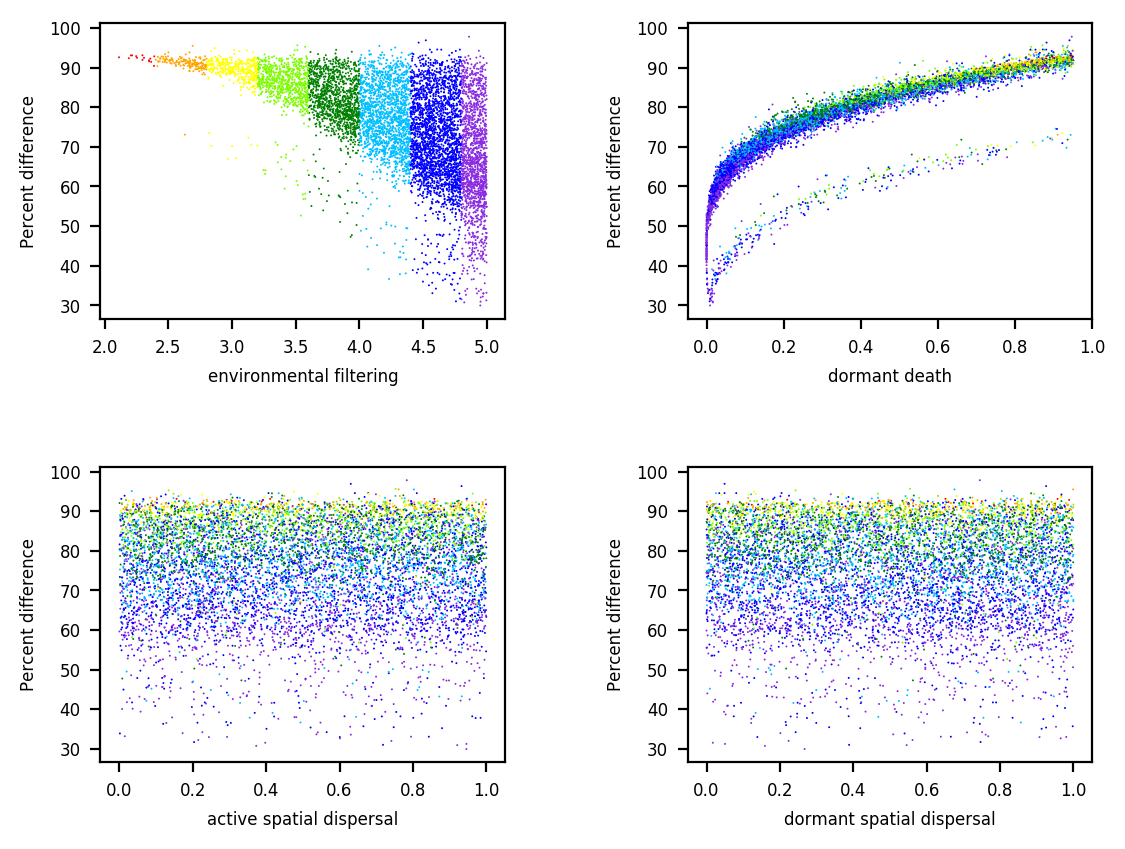 100
90
80
70
60
50
40
30
Percent difference
2.0 2.5 3.0 3.5 4.0 4.5 5.0
environmental filtering
100
90
80
70
60
50
40
30
Percent difference
0.0 0.2 0.4 0.6 0.8 1.0
dormant death
100
90
80
70
60
50
40
30
Percent difference
0.0 0.2 0.4 0.6 0.8 1.0
active spatial dispersal
100
90
80
70
60
50
40
30
Percent difference
0.0 0.2 0.4 0.6 0.8 1.0
dormant spatial dispersal